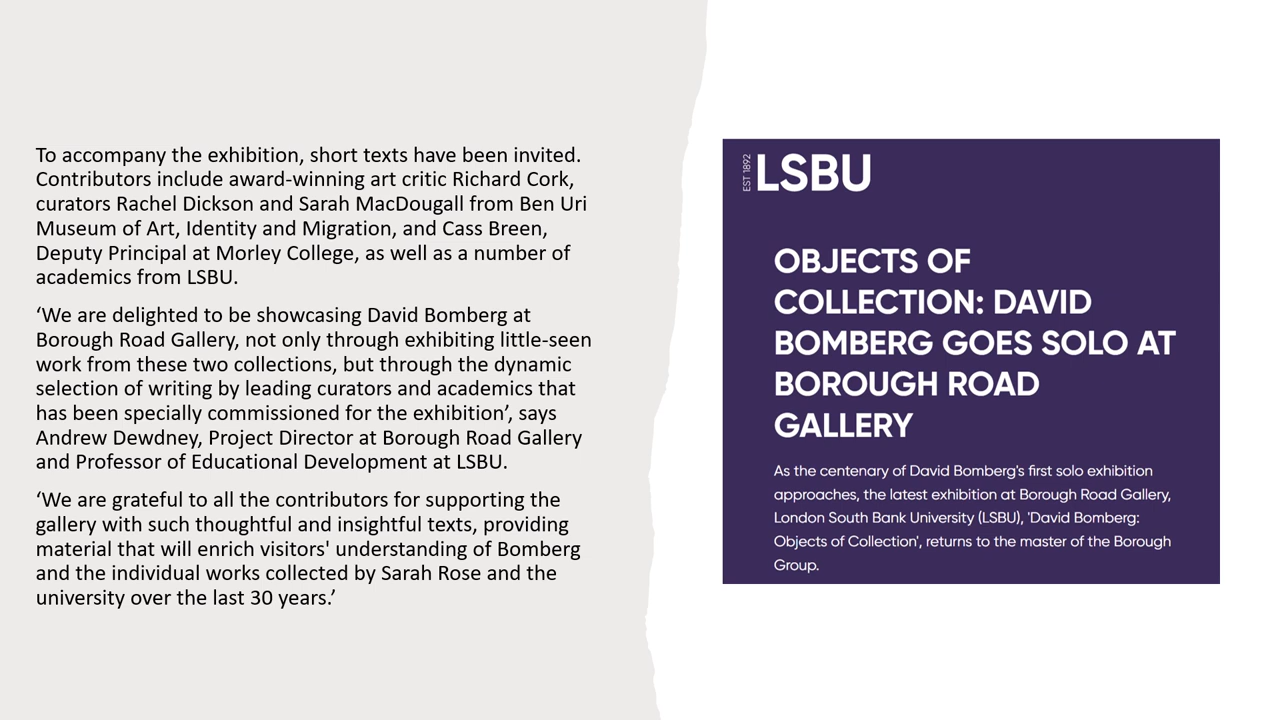 To accompany the exhibition, short texts have been invited.
Contributors include award-winning art critic Richard Cork,
curators Rachel Dickson and Sarah MacDougall from Ben Uri
Museum of Art, Identity and Migration, and Cass Breen,
Deputy Principal at Morley College, as well as a number of
academics from LSBU.
‘We are delighted to be showcasing David Bomberg at
Borough Road Gallery, not only through exhibiting little-seen
work from these two collections, but through the dynamic
selection of writing by leading curators and academics that
has been specially commissioned for the exhibition’, says
Andrew Dewdney, Project Director at Borough Road Gallery
and Professor of Educational Development at LSBU.
‘We are grateful to all the contributors for supporting the
gallery with such thoughtful and insightful texts, providing
material that will enrich visitors' understanding of Bomberg
and the individual works collected by Sarah Rose and the
university over the last 30 years.’
EST 1892
LSBU
OBJECTS OF
COLLECTION: DAVID
BOMBERG GOES SOLO AT
BOROUGH ROAD
GALLERY
As the centenary of David Bomberg's first solo exhibition
approaches, the latest exhibition at Borough Road Gallery,
London South Bank University (LSBU), 'David Bomberg:
Objects of Collection', returns to the master of the Borough
Group.